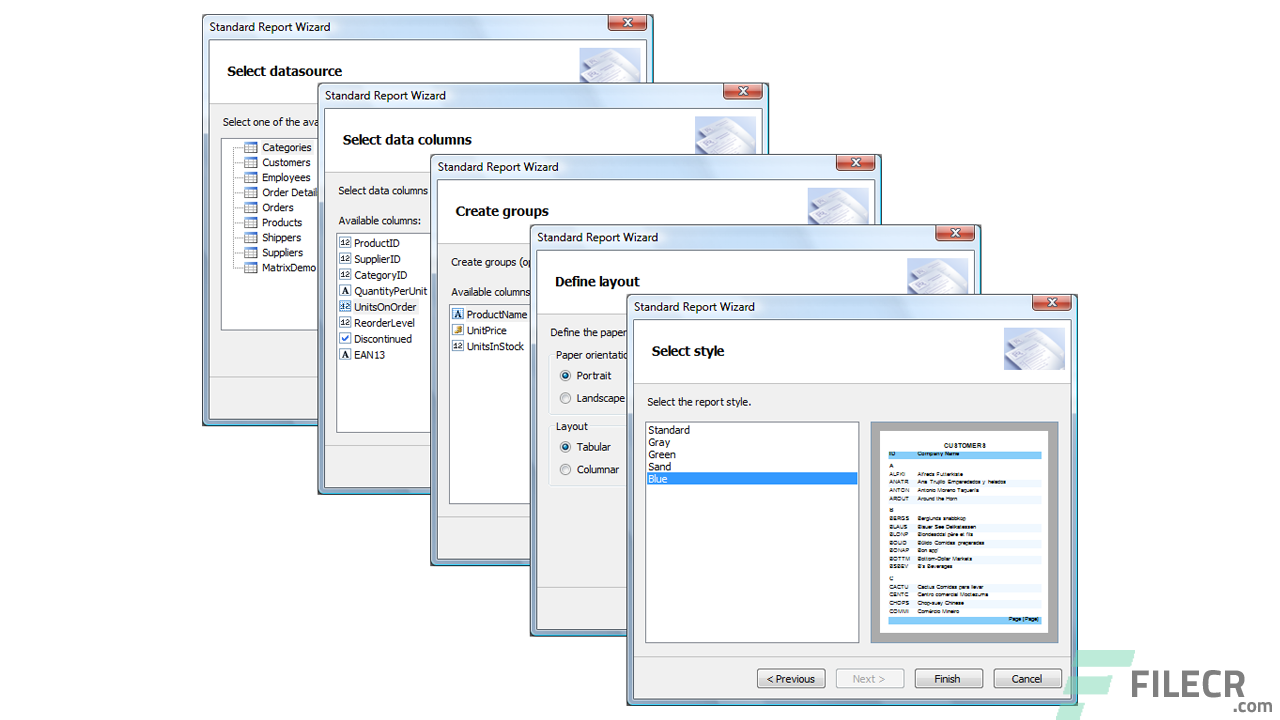 Standard Report Wizard
Select datasource
Select one of the ava
Categories
Customers
Employees
Order Detail
Orders
Products
Shippers
Suppliers
MatrixDemo
Standard Report Wizard
Select data columns
Select data columns
Available columns:
12 ProductID
12 SupplierID
12 CategoryID
A QuantityPerUnit
12 UnitsOnOrder
12 ReorderLevel
Discontinued
A EAN13
Standard Report Wizard
Create groups
Create groups (op
Available columns
A ProductName
UnitPrice
12 UnitsInStock
Standard Report Wizard
Define layout
Define the paper
Paper orientatio
Portrait
Landscape
Layout
Tabular
Columnar
Standard Report Wizard
Select style
Select the report style.
Standard
Gray
Green
Sand
Blue
CUSTOMERS
ID Company Name
A
ALFKI Alfreds Futterkiste
ANATR Ana Trujillo Emparedados y helados
ANTON Antonio Moreno Taquería
AROUT Around the Horn
B
BERGS Berglunds snabbköp
BLAUS Blauer See Delikatessen
BLONP Blondesddsl père et fils
BOLID Bólido Comidas preparadas
BONAP Bon app'
BOTTM Bottom-Dollar Markets
BSBEV B's Beverages
C
CACTU Cactus Comidas para llevar
CENTC Centro comercial Moctezuma
CHOPS Chop-suey Chinese
COMMI Comércio Mineiro
Page [Page]
< Previous
Next >
Finish
Cancel
FILECR
.com